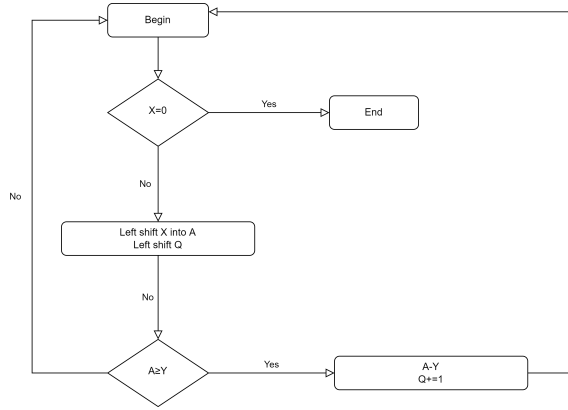 Begin
X=0
Yes
End
No
No
Left shift X into A
Left shift Q
No
A≥Y
Yes
A-Y
Q+=1